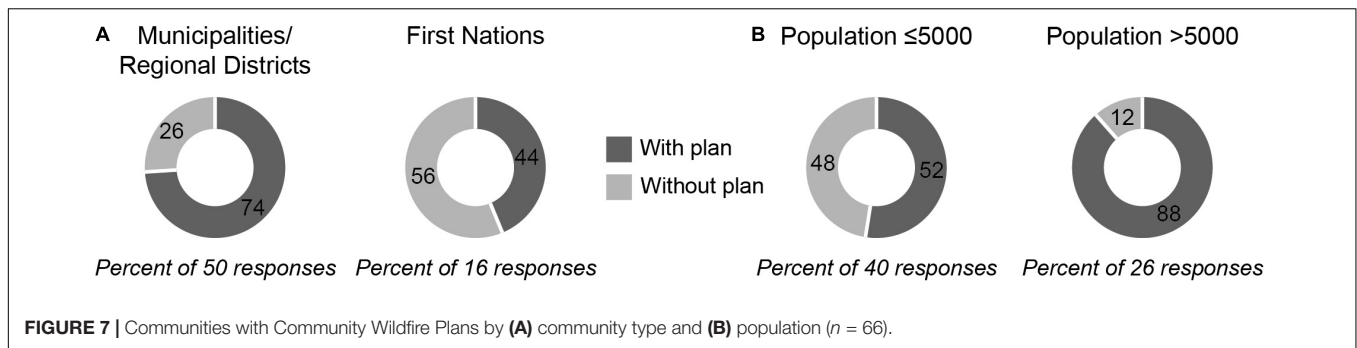 A Municipalities/
Regional Districts
26
74
Percent of 50 responses
First Nations
56
44
Percent of 16 responses
With plan
Without plan
B Population ≤5000
48
52
Percent of 40 responses
Population >5000
12
88
Percent of 26 responses
FIGURE 7 | Communities with Community Wildfire Plans by (A) community type and (B) population (n = 66).